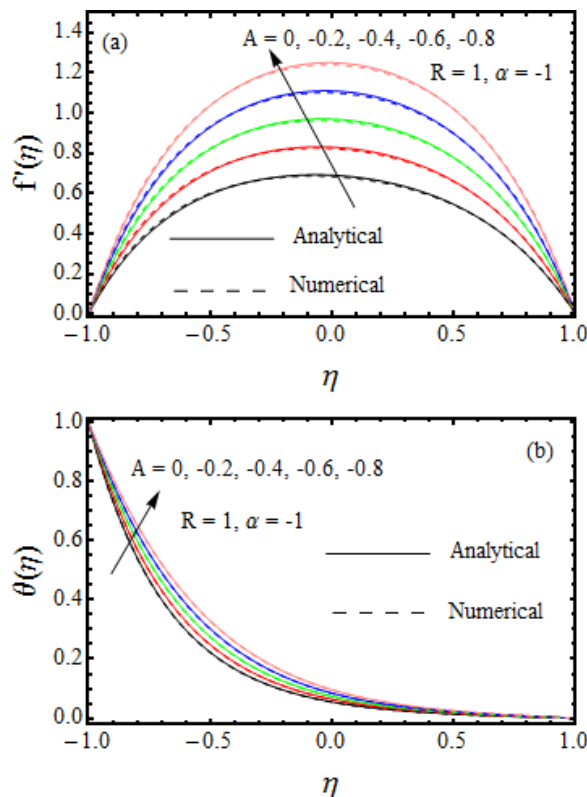 (a)
A = 0, -0.2, -0.4, -0.6, -0.8
R = 1, α = -1
f'(η)
1.4
1.2
1.0
0.8
0.6
0.4
0.2
0.0
Analytical
Numerical
−1.0 −0.5 0.0 0.5 1.0
η
(b)
A = 0, -0.2, -0.4, -0.6, -0.8
R = 1, α = -1
θ(η)
1.0
0.8
0.6
0.4
0.2
0.0
Analytical
Numerical
−1.0 −0.5 0.0 0.5 1.0
η